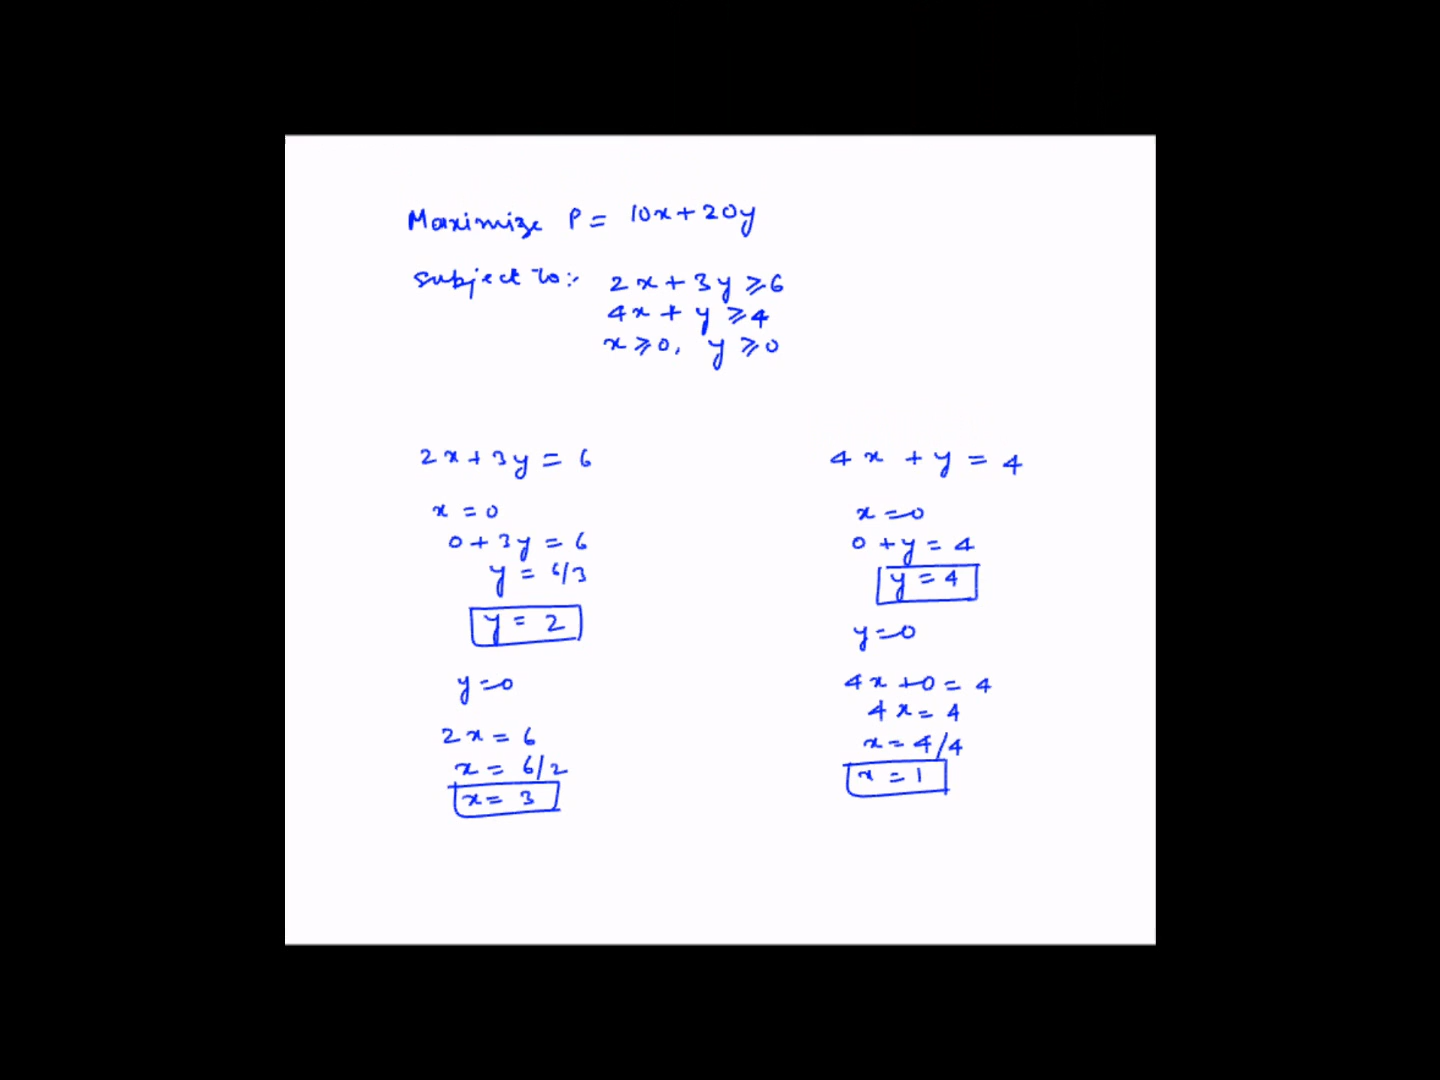 Maximize P = 10x+20y
Subject to:- 2x+3y ⩾6
4x + y ⩾4
x ⩾0, y ⩾0
2x+3y = 6
x = 0
0+3y = 6
y = 6/3
y = 2
y=0
2x = 6
x = 6/2
x = 3
4x + y = 4
x=0
0+y = 4
y = 4
y=0
4x+0 = 4
4x = 4
x = 4/4
x = 1